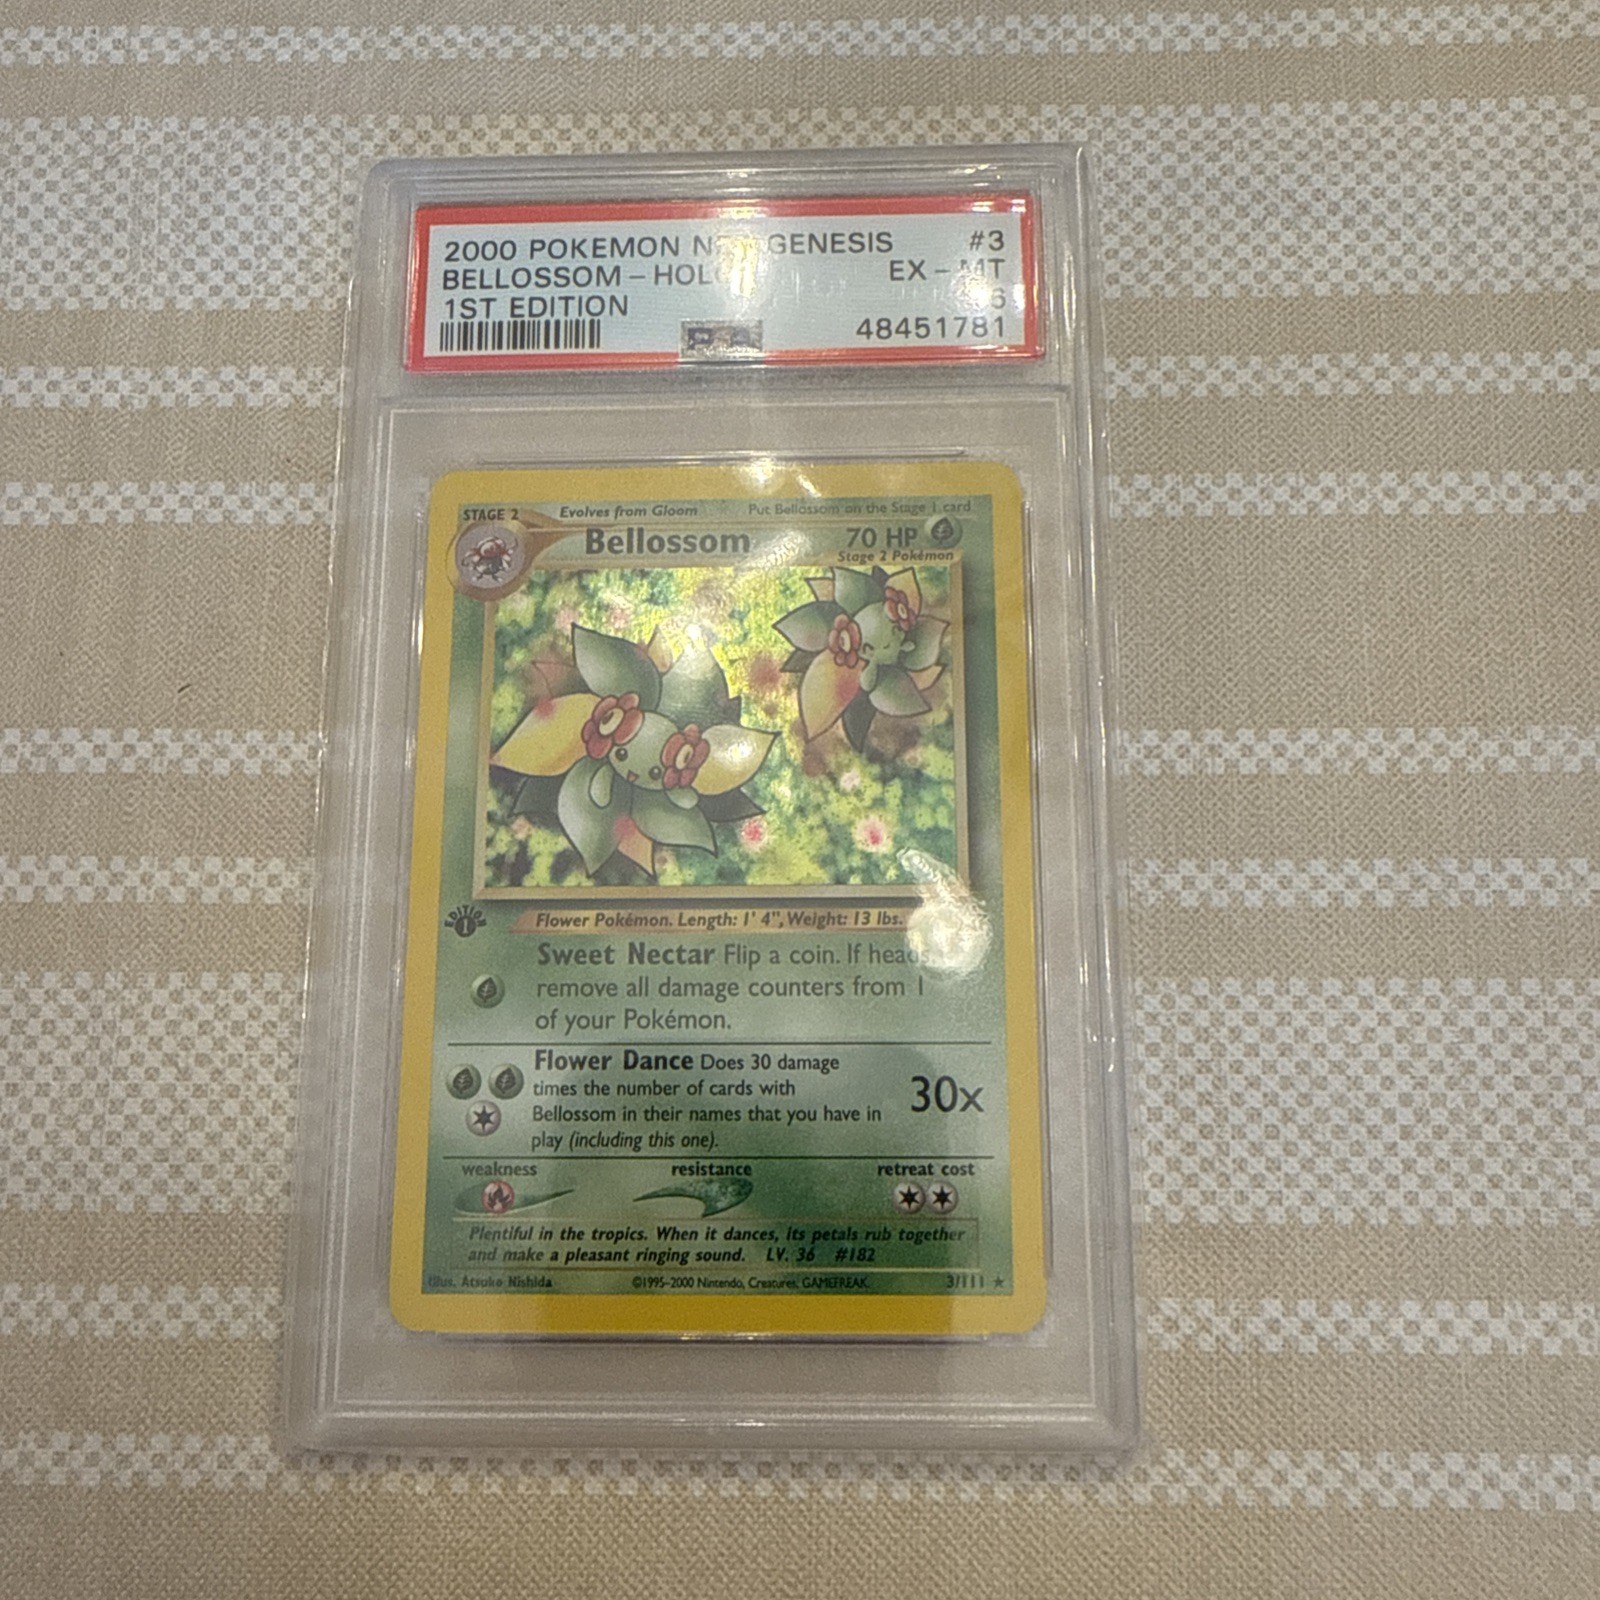 2000 POKEMON GENESIS #3
BELLOSSOM - EX - MT
1ST EDITION 6
48451781
STAGE 2 Evolves from Gloom Put Bellossom on the Stage 1 card
Bellossom 70 HP
Stage 2 Pokémon
EDITION 1
Flower Pokémon. Length: 1' 4", Weight: 13 lbs.
Sweet Nectar Flip a coin. If heads,
remove all damage counters from 1
of your Pokémon.
Flower Dance Does 30 damage
times the number of cards with
Bellossom in their names that you have in
play (including this one).
30x
weakness resistance retreat cost
Plentiful in the tropics. When it dances, its petals rub together
and make a pleasant ringing sound. LV. 36 #182
Illus. Atsuko Nishida ©1995-2000 Nintendo, Creatures, GAMEFREAK. 3/111 ★